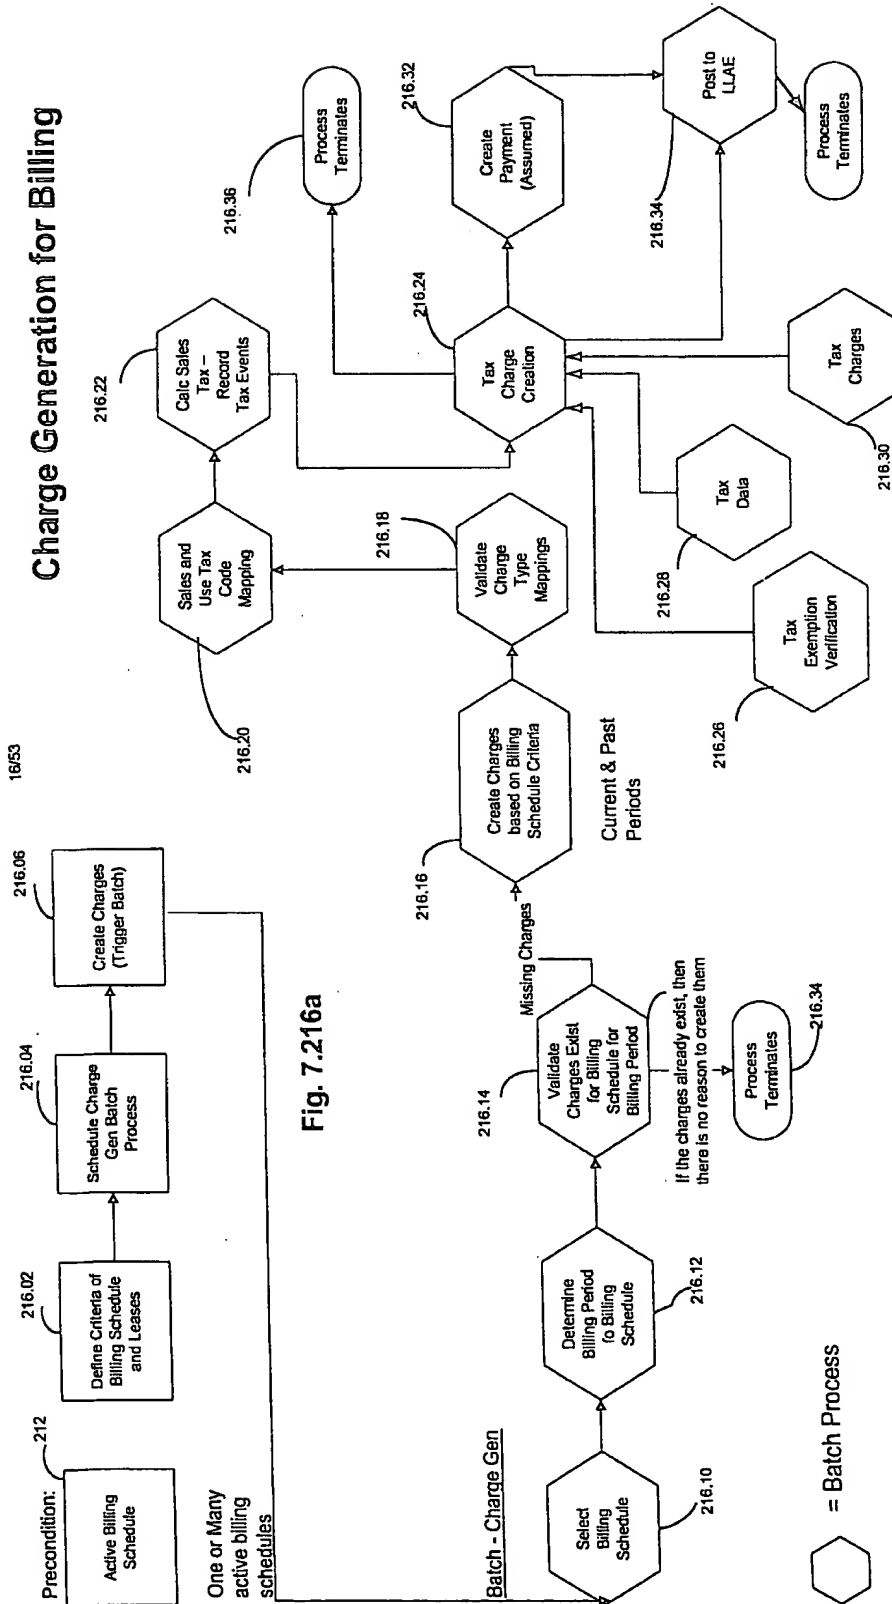 16/53
Charge Generation for Billing
Precondition:
212
Active Billing
Schedule
One or Many
active billing
schedules
216.02
Define Criteria of
Billing Schedule
and Leases
216.04
Schedule Charge
Gen Batch
Process
216.06
Create Charges
(Trigger Batch)
Fig. 7.216a
Batch - Charge Gen
Select
Billing
Schedule
216.10
Determine
Billing Period
fo Billing
Schedule
216.12
216.14
Validate
Charges Exist
for Billing
Schedule for
Billing Period
Missing Charges
If the charges already exist, then
there is no reason to create them
Process
Terminates
216.34
216.16
Create Charges
based on Billing
Schedule Criteria
Current & Past
Periods
216.18
Validate
Charge
Type
Mappings
216.20
Sales and
Use Tax
Code
Mapping
216.22
Calc Sales
Tax –
Record
Tax Events
216.24
Tax
Charge
Creation
216.26
Tax
Exemption
Verification
216.28
Tax
Data
216.30
Tax
Charges
216.36
Process
Terminates
216.32
Create
Payment
(Assumed)
216.34
Post to
LLAE
Process
Terminates
= Batch Process